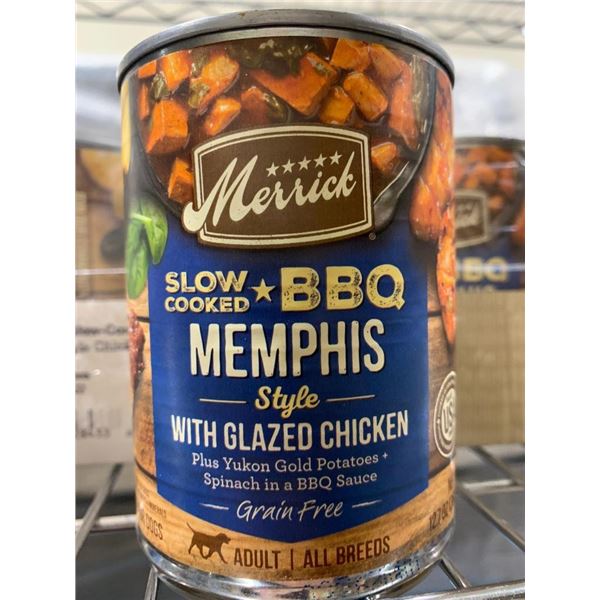 Merrick
SLOW COOKED ★ BBQ
MEMPHIS
Style
WITH GLAZED CHICKEN
Plus Yukon Gold Potatoes +
Spinach in a BBQ Sauce
Grain Free
DOGS
ADULT | ALL BREEDS